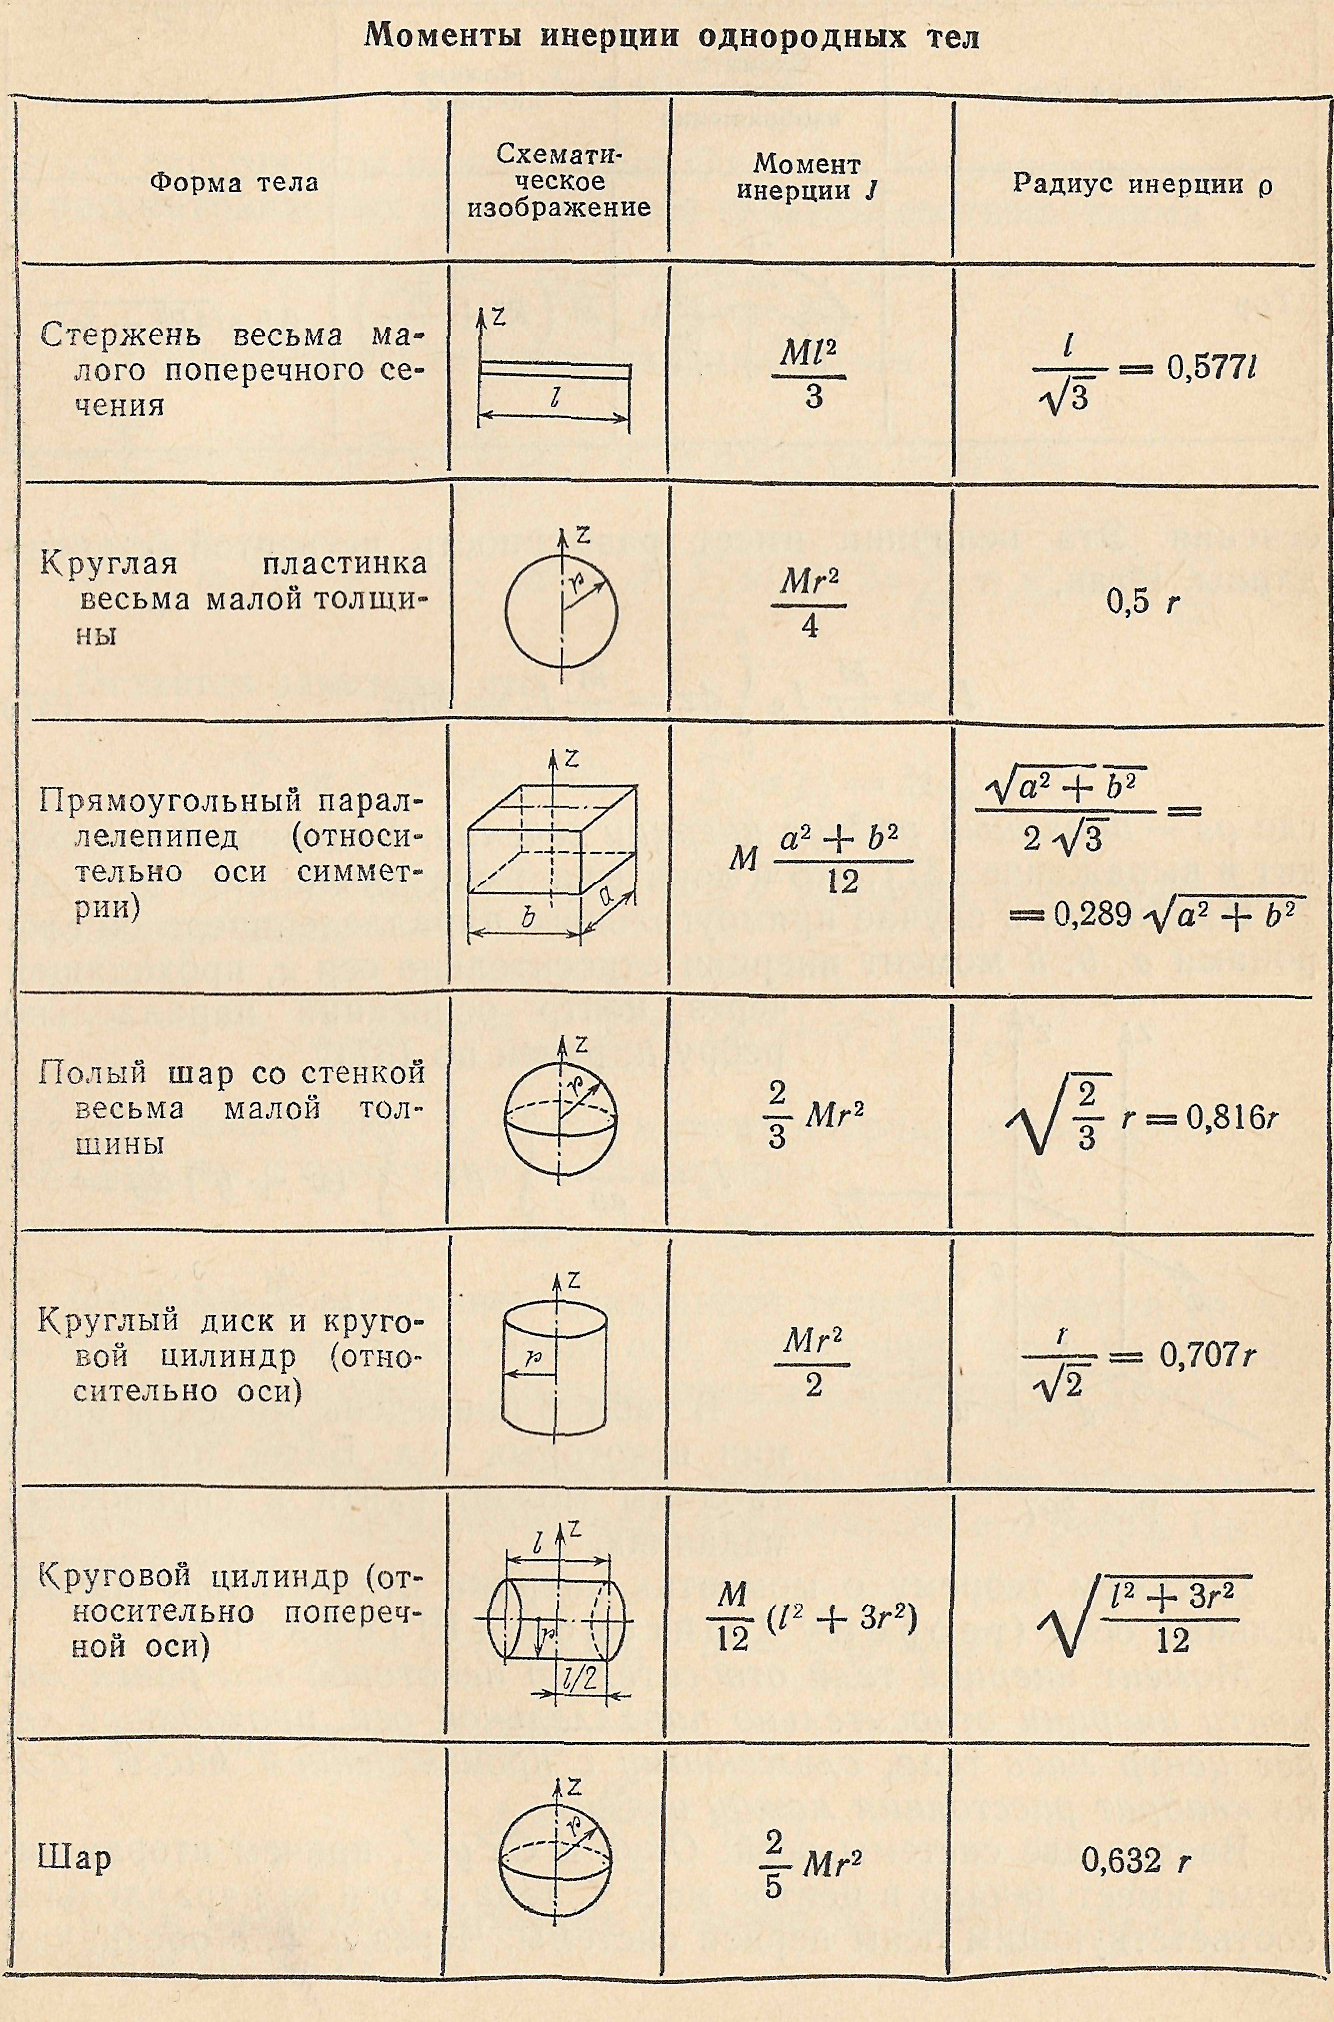 Моменты инерции однородных тел
Форма тела
Схемати-
ческое
изображение
Момент
инерции J
Радиус инерции ρ
Стержень весьма ма-
лого поперечного се-
чения
z
l
Ml²
3
l
√3
= 0,577l
Круглая пластинка
весьма малой толщи-
ны
z
r
Mr²
4
0,5 r
Прямоугольный парал-
лелепипед (относи-
тельно оси симмет-
рии)
z
b
a
M
a² + b²
12
√a² + b²
2 √3
=
= 0,289 √a² + b²
Полый шар со стенкой
весьма малой тол-
щины
z
r
2
3
Mr²
√
2
3
r = 0,816r
Круглый диск и круго-
вой цилиндр (отно-
сительно оси)
z
r
Mr²
2
r
√2
= 0,707r
Круговой цилиндр (от-
носительно попереч-
ной оси)
l
z
r
l/2
M
12
(l² + 3r²)
√
l² + 3r²
12
Шар
z
r
2
5
Mr²
0,632 r